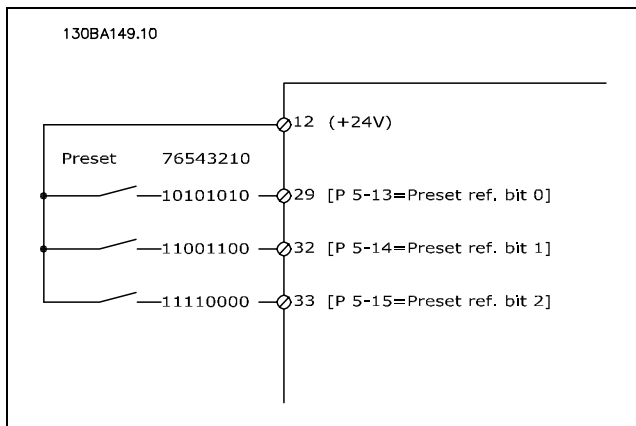 130BA149.10
12 (+24V)
Preset 76543210
10101010 29 [P 5-13=Preset ref. bit 0]
11001100 32 [P 5-14=Preset ref. bit 1]
11110000 33 [P 5-15=Preset ref. bit 2]